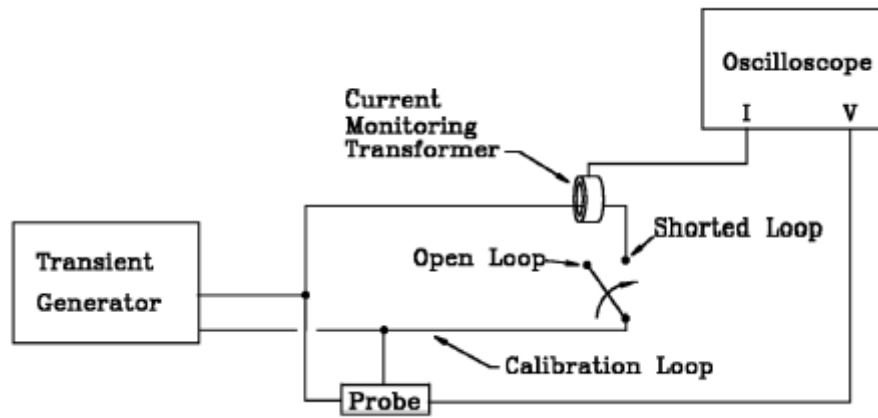 Oscilloscope
I V
Current
Monitoring
Transformer
Shorted Loop
Open Loop
Transient
Generator
Calibration Loop
Probe